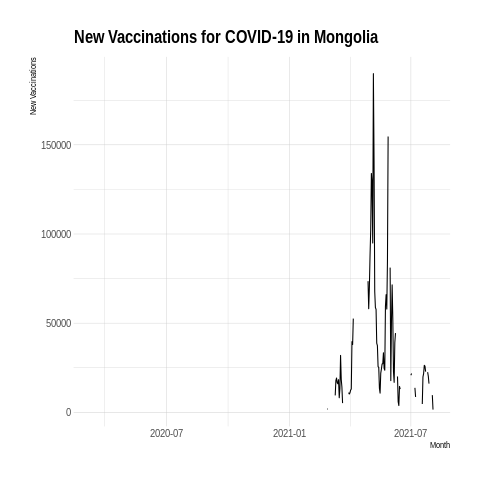 New Vaccinations for COVID-19 in Mongolia
New Vaccinations
150000
100000
50000
0
2020-07
2021-01
2021-07
Month